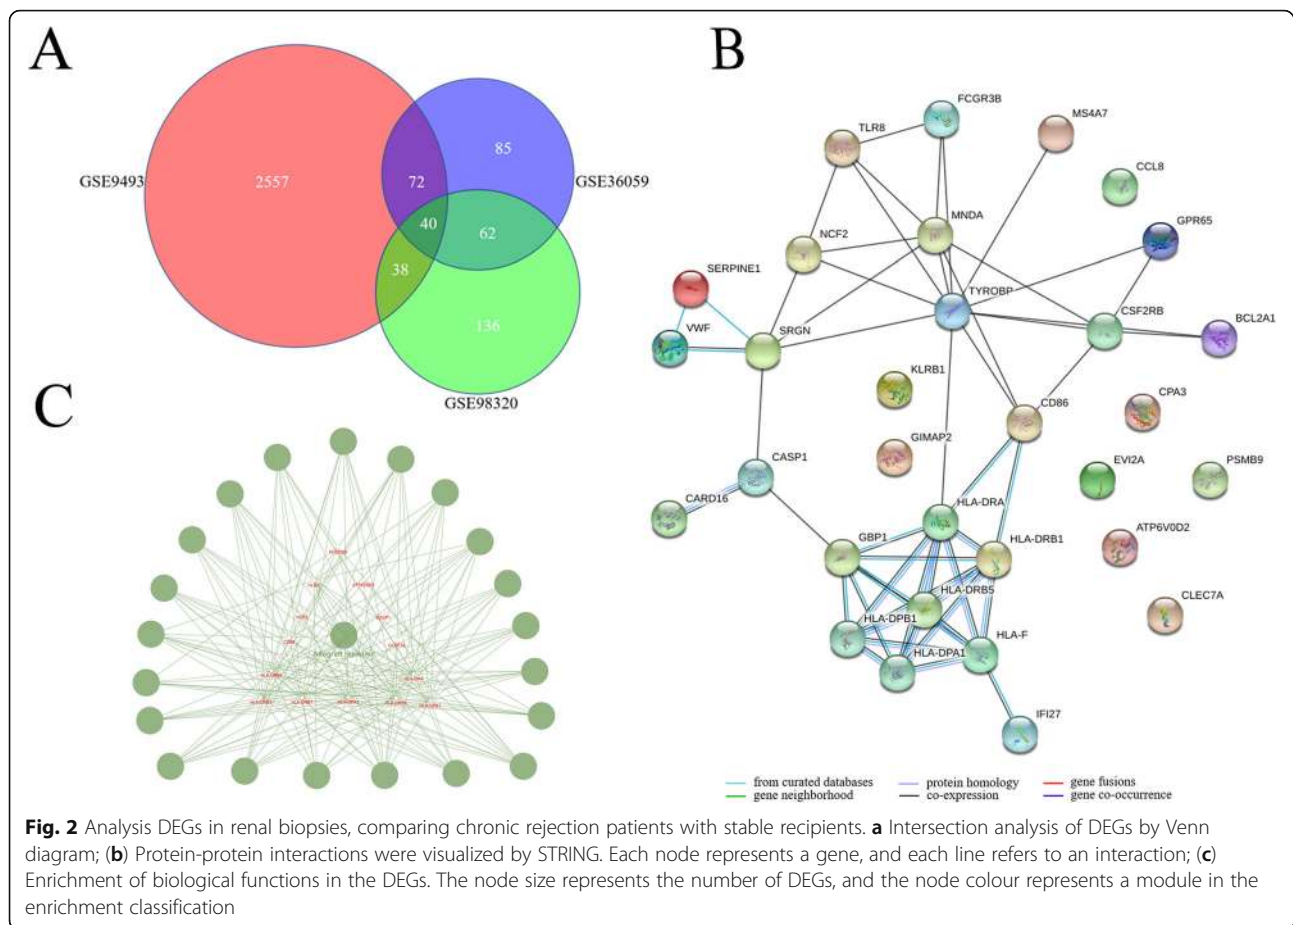 A
B
GSE9493
2557
72
85
GSE36059
40
62
38
136
GSE98320
C
FCGR3B
MS4A7
TLR8
CCL8
MNDA
GPR65
NCF2
SERPINE1
TYROBP
CSF2RB
BCL2A1
VWF
SRGN
KLRB1
CD86
CPA3
GIMAP2
EVI2A
PSMB9
CASP1
CARD16
HLA-DRA
ATP6V0D2
GBP1
HLA-DRB1
HLA-DRB5
CLEC7A
HLA-DPB1
HLA-F
HLA-DPA1
IFI27
from curated databases
protein homology
gene fusions
gene neighborhood
co-expression
gene co-occurrence
Fig. 2 Analysis DEGs in renal biopsies, comparing chronic rejection patients with stable recipients. a Intersection analysis of DEGs by Venn
diagram; (b) Protein-protein interactions were visualized by STRING. Each node represents a gene, and each line refers to an interaction; (c)
Enrichment of biological functions in the DEGs. The node size represents the number of DEGs, and the node colour represents a module in the
enrichment classification